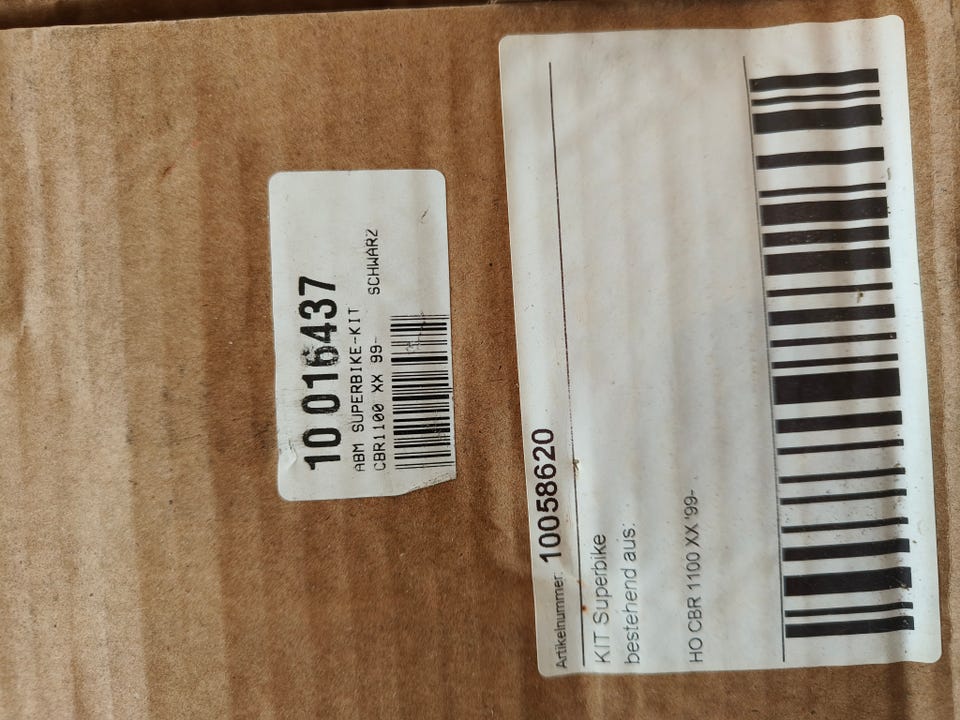 10 016437
ABM SUPERBIKE-KIT
CBR1100 XX 99- SCHWARZ
Artikelnummer: 10058620
KIT Superbike
bestehend aus:
HO CBR 1100 XX '99-